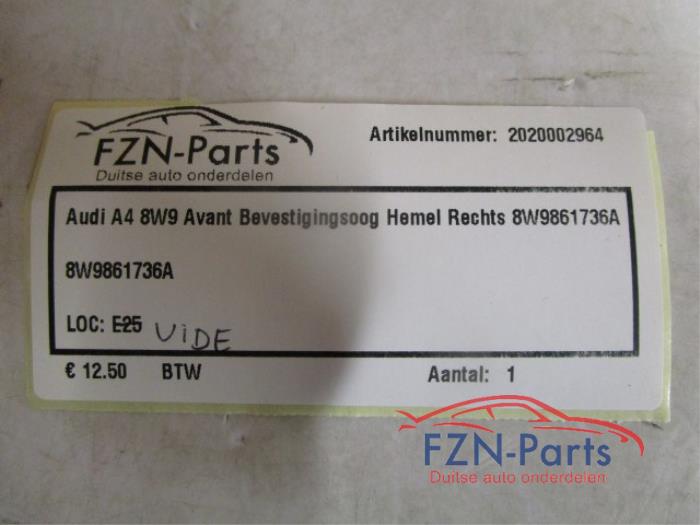 FZN-Parts
Duitse auto onderdelen
Artikelnummer: 2020002964
Audi A4 8W9 Avant Bevestigingsoog Hemel Rechts 8W9861736A
8W9861736A
LOC: E25 VIDE
€ 12.50 BTW Aantal: 1
FZN-Parts
Duitse auto onderdelen